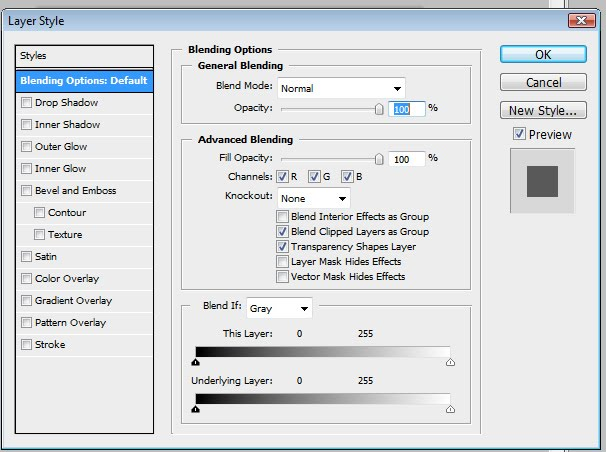 Layer Style
Styles
Blending Options: Default
Drop Shadow
Inner Shadow
Outer Glow
Inner Glow
Bevel and Emboss
Contour
Texture
Satin
Color Overlay
Gradient Overlay
Pattern Overlay
Stroke
Blending Options
General Blending
Blend Mode: Normal
Opacity: 100 %
Advanced Blending
Fill Opacity: 100 %
Channels: R G B
Knockout: None
Blend Interior Effects as Group
Blend Clipped Layers as Group
Transparency Shapes Layer
Layer Mask Hides Effects
Vector Mask Hides Effects
Blend If: Gray
This Layer: 0 255
Underlying Layer: 0 255
OK
Cancel
New Style...
Preview